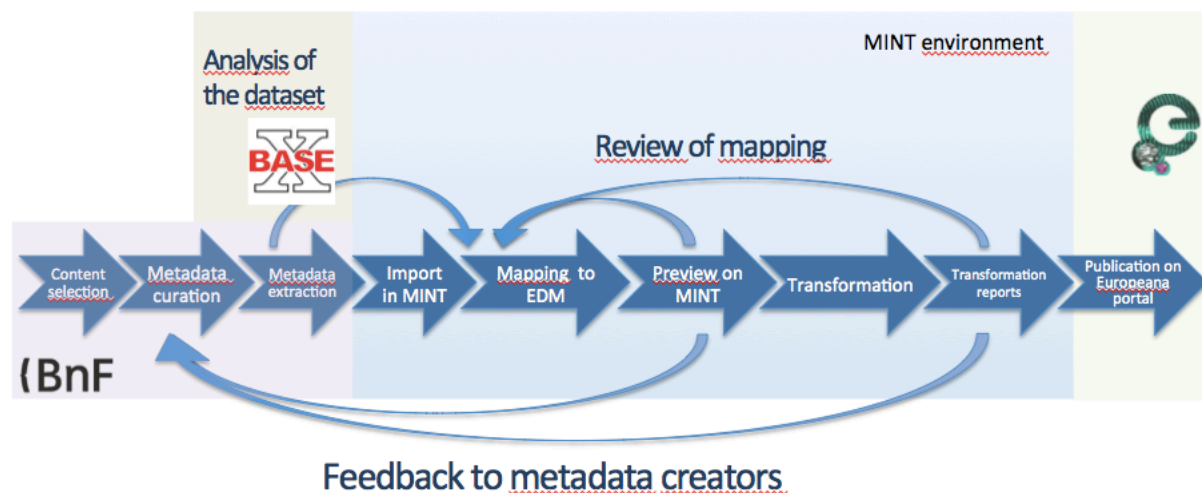 MINT environment
Analysis of
the dataset
BASE
X
Review of mapping
Content
selection
Metadata
curation
Metadata
extraction
Import
in MINT
Mapping to
EDM
Preview on
MINT
Transformation
Transformation
reports
Publication on
Europeana
portal
{BnF
Feedback to metadata creators